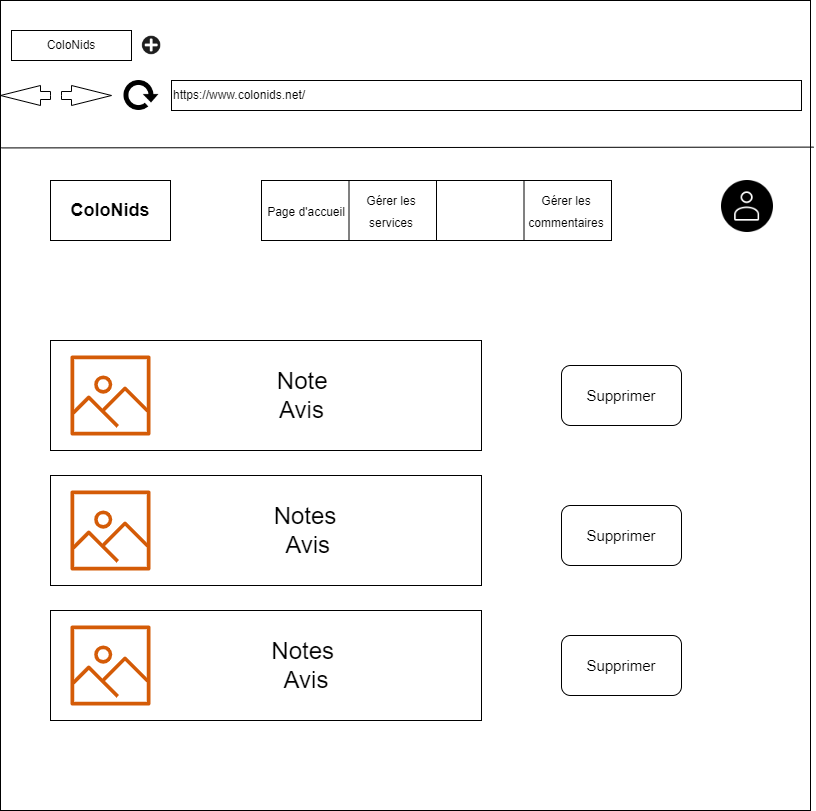 ColoNids
https://www.colonids.net/
ColoNids
Page d'accueil
Gérer les
services
Gérer les
commentaires
Note
Avis
Supprimer
Notes
Avis
Supprimer
Notes
Avis
Supprimer